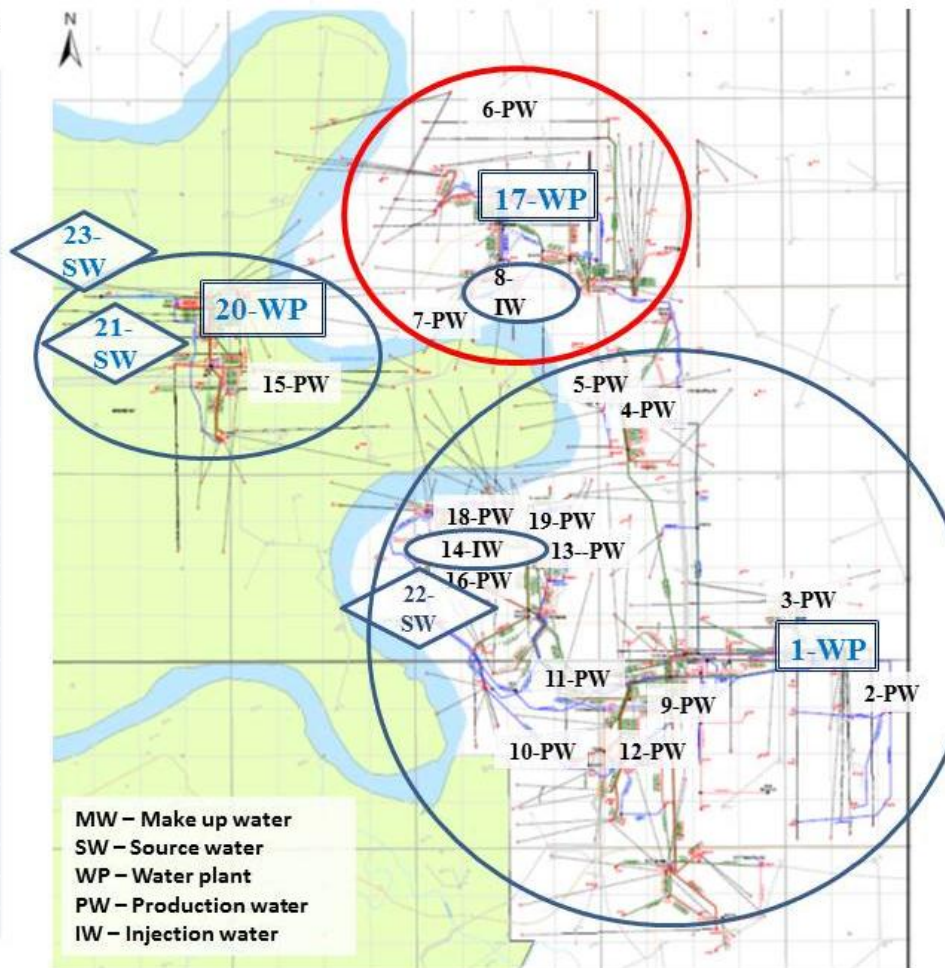 N
6-PW
17-WP
23-
SW
8-
IW
20-WP
7-PW
21-
SW
15-PW
5-PW
4-PW
18-PW
19-PW
14-IW
13--PW
16-PW
22-
SW
3-PW
1-WP
11-PW
2-PW
9-PW
10-PW
12-PW
MW – Make up water
SW – Source water
WP – Water plant
PW – Production water
IW – Injection water